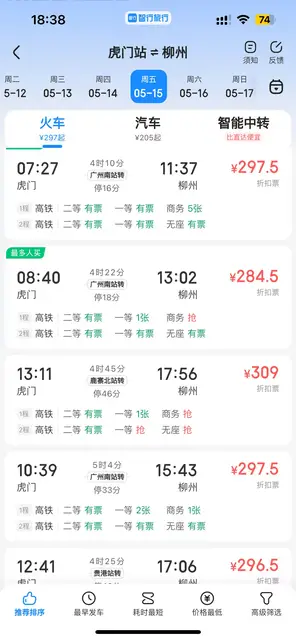 18:38
智行旅行
74
虎门站 ⇌ 柳州
须知
反馈
周二 周三 周四 周五 周六 周日
5-12 05-13 05-14 05-15 05-16 05-17
火车 汽车 智能中转
¥297起 ¥205起 比直达便宜
07:27 4时10分 11:37 ¥297.5
虎门 广州南站转 柳州 折扣票
停16分
1程 高铁 二等 有票 一等 有票 商务 5张
2程 高铁 二等 有票 一等 有票 无座 有票
最多人买
08:40 4时22分 13:02 ¥284.5
虎门 广州南站转 柳州 折扣票
停18分
1程 高铁 二等 有票 一等 1张 商务 抢
2程 高铁 二等 有票 一等 有票 无座 有票
13:11 4时45分 17:56 ¥309
虎门 鹿寨北站转 柳州 折扣票
停46分
1程 高铁 二等 有票 一等 1张 商务 抢
2程 高铁 二等 有票 一等 抢 无座 抢
10:39 5时4分 15:43 ¥297.5
虎门 广州南站转 柳州 折扣票
停33分
1程 高铁 二等 有票 一等 2张 商务 1张
2程 高铁 二等 有票 一等 有票 无座 有票
12:41 4时25分 17:06 ¥296.5
贵港站转
推荐排序 最早发车 耗时最短 价格最低 高级筛选